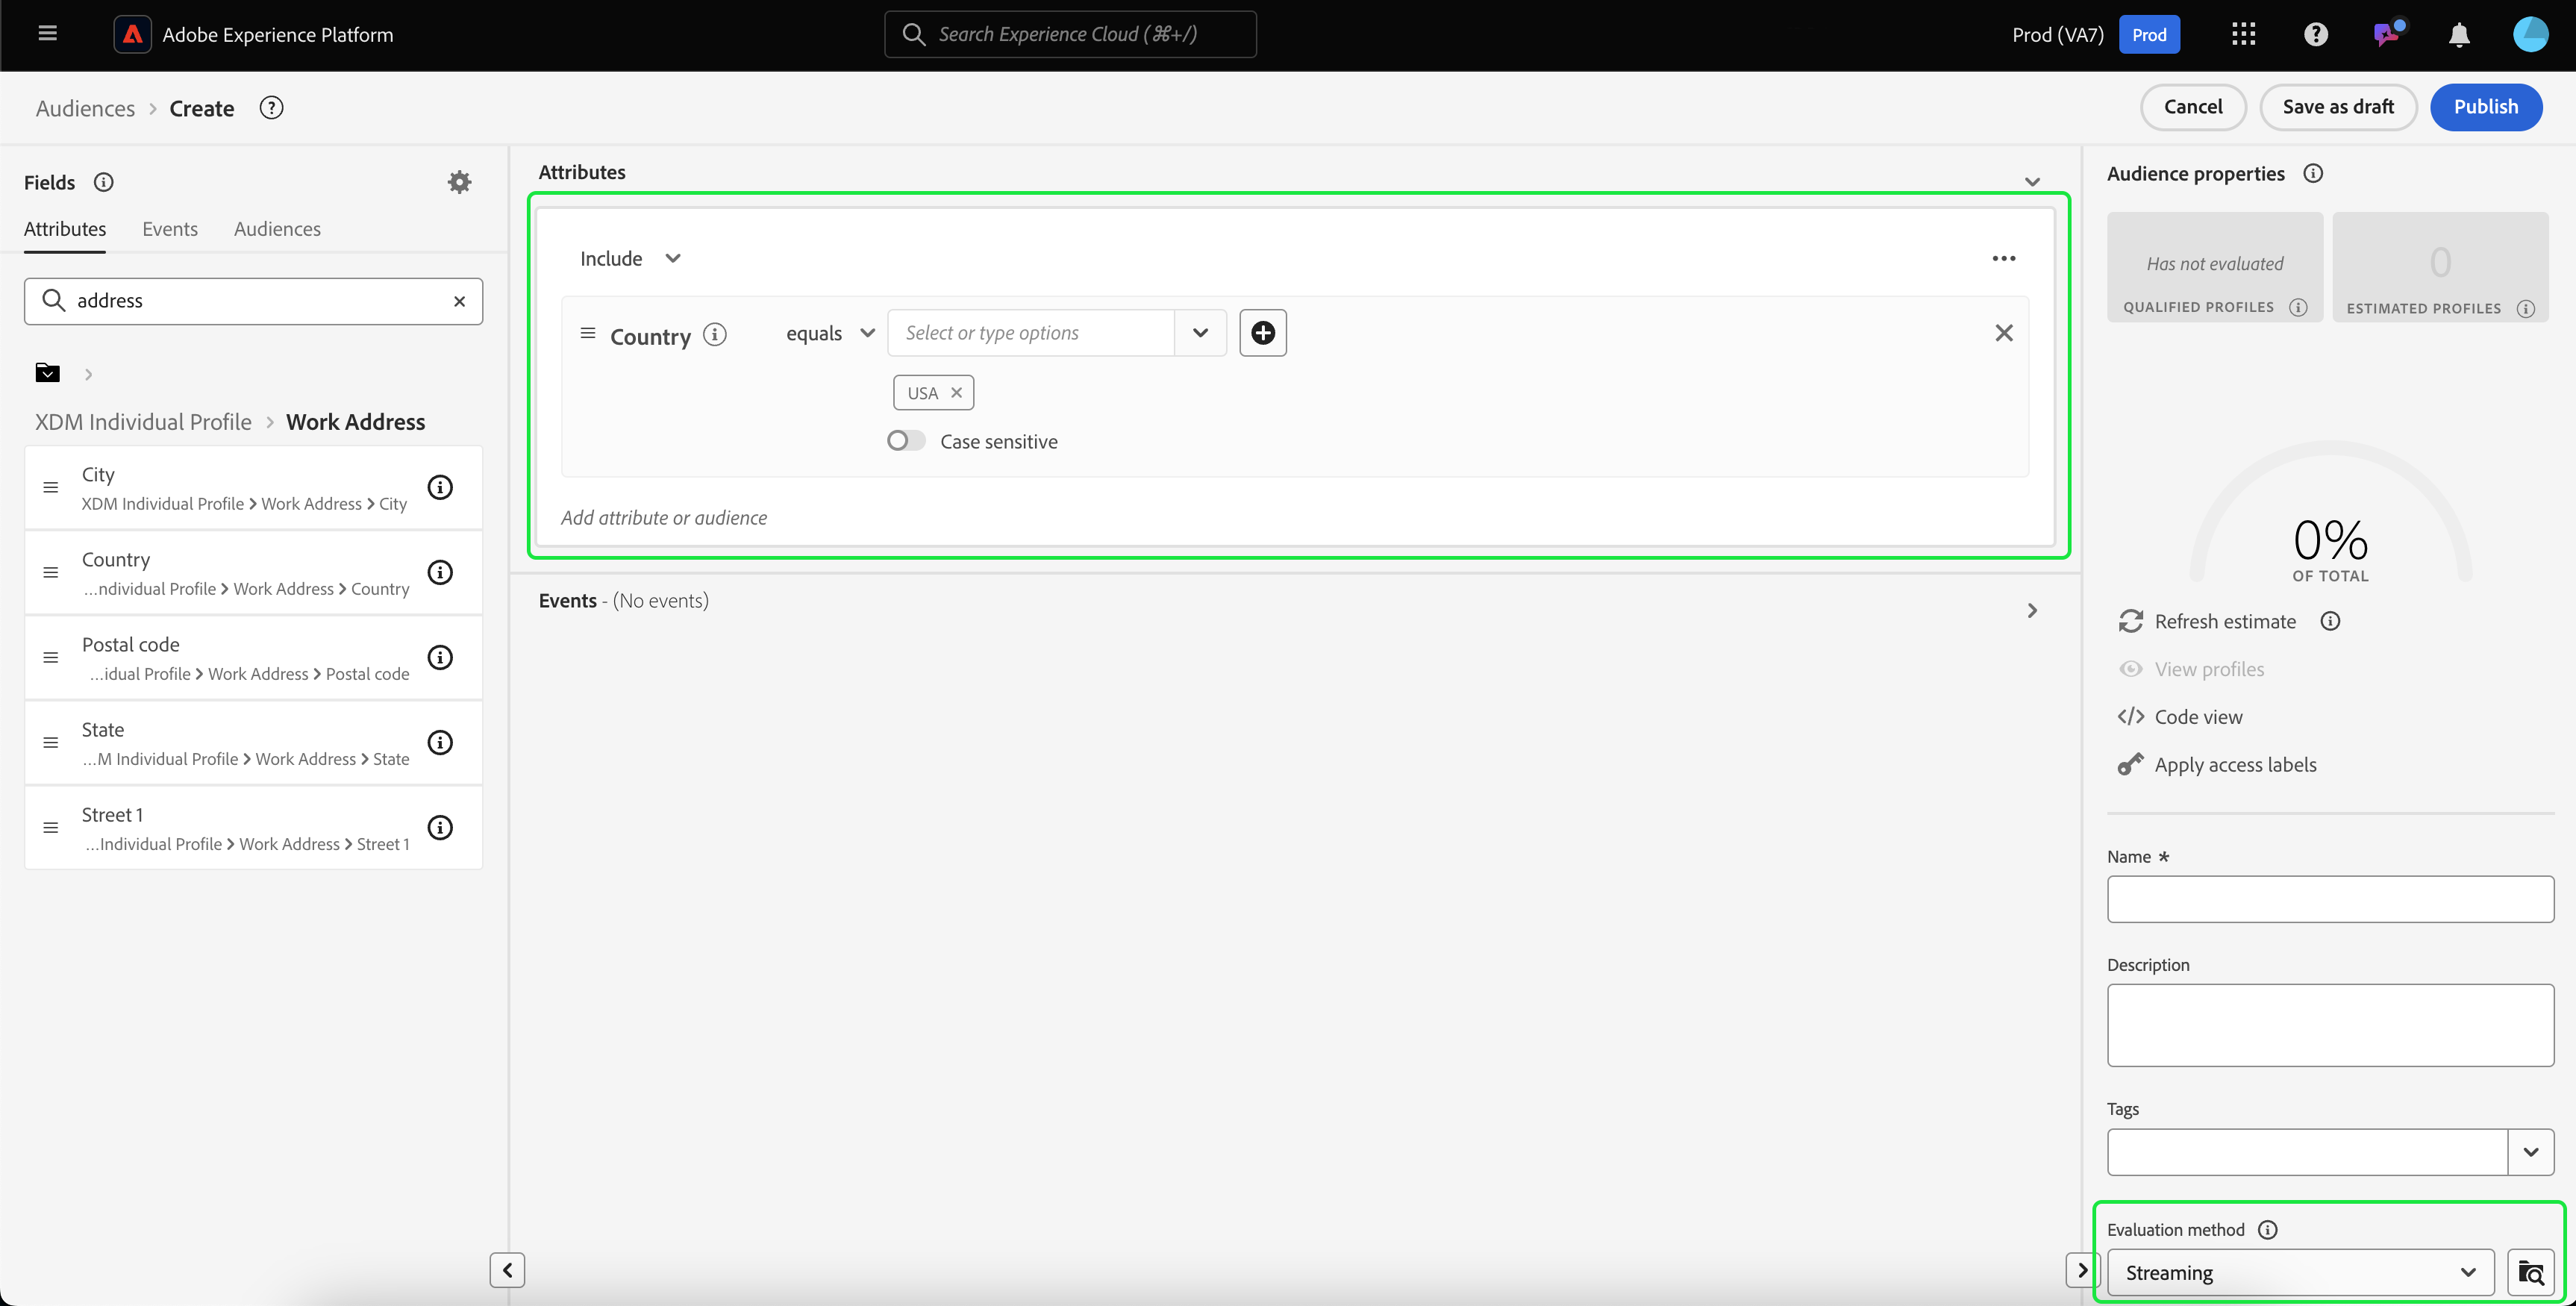 Adobe Experience Platform
Search Experience Cloud (⌘+/)
Prod (VA7)
Prod
Audiences > Create
Cancel
Save as draft
Publish
Fields
Attributes
Events
Audiences
address
XDM Individual Profile > Work Address
City
XDM Individual Profile > Work Address > City
Country
...ndividual Profile > Work Address > Country
Postal code
...idual Profile > Work Address > Postal code
State
...M Individual Profile > Work Address > State
Street 1
...Individual Profile > Work Address > Street 1
Attributes
Include
Country
equals
Select or type options
USA
Case sensitive
Add attribute or audience
Events - (No events)
Audience properties
Has not evaluated
QUALIFIED PROFILES
0
ESTIMATED PROFILES
0%
OF TOTAL
Refresh estimate
View profiles
Code view
Apply access labels
Name *
Description
Tags
Evaluation method
Streaming